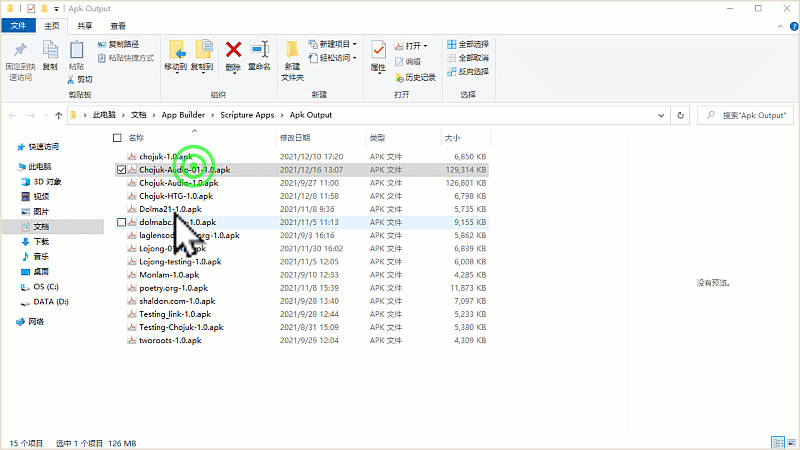 Apk Output
文件 主页 共享 查看
固定到快速访问 复制 粘贴 复制路径 粘贴快捷方式 剪切 移动到 复制到 删除 重命名 新建文件夹 新建项目 轻松访问 属性 打开 编辑 历史记录 全部选择 全部取消 反向选择
剪贴板 组织 新建 打开 选择
此电脑 > 文档 > App Builder > Scripture Apps > Apk Output 搜索"Apk Output"
名称 修改日期 类型 大小
快速访问
此电脑
3D 对象
视频
图片
文档
下载
音乐
桌面
OS (C:)
DATA (D:)
网络
chojuk-1.0.apk 2021/12/10 17:20 APK 文件 6,850 KB
Chojuk-Audio-01-1.0.apk 2021/12/16 13:07 APK 文件 129,314 KB
Chojuk-Audio-1.0.apk 2021/9/27 11:00 APK 文件 126,801 KB
Chojuk-HTG-1.0.apk 2021/12/8 11:58 APK 文件 6,798 KB
Dolma21-1.0.apk 2021/11/8 9:36 APK 文件 5,735 KB
2021/11/5 11:13 APK 文件 9,155 KB
2021/9/3 16:16 APK 文件 5,862 KB
2021/11/30 16:02 APK 文件 6,839 KB
Lojong-testing-1.0.apk 2021/11/5 12:05 APK 文件 6,008 KB
Monlam-1.0.apk 2021/9/10 12:33 APK 文件 4,285 KB
poetry.org-1.0.apk 2021/11/8 15:39 APK 文件 11,873 KB
shaldon.com-1.0.apk 2021/9/28 13:40 APK 文件 7,097 KB
Testing_link-1.0.apk 2021/9/28 12:44 APK 文件 5,233 KB
Testing-Chojuk-1.0.apk 2021/8/31 15:09 APK 文件 5,380 KB
tworoots-1.0.apk 2021/9/29 12:04 APK 文件 4,309 KB
没有预览。
15 个项目 选中 1 个项目 126 MB